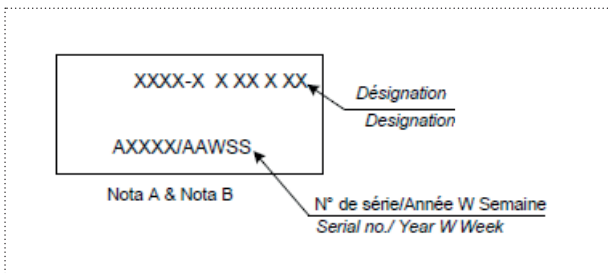 XXXX-X X XX X XX
Désignation
Designation
AXXXX/AAWSS
Nota A & Nota B
N° de série/Année W Semaine
Serial no./ Year W Week